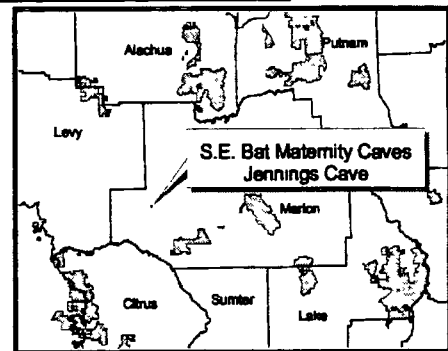 Alachua
Putnam
Levy
S.E. Bat Maternity Caves
Jennings Cave
Marion
Citrus
Sumter
Lake